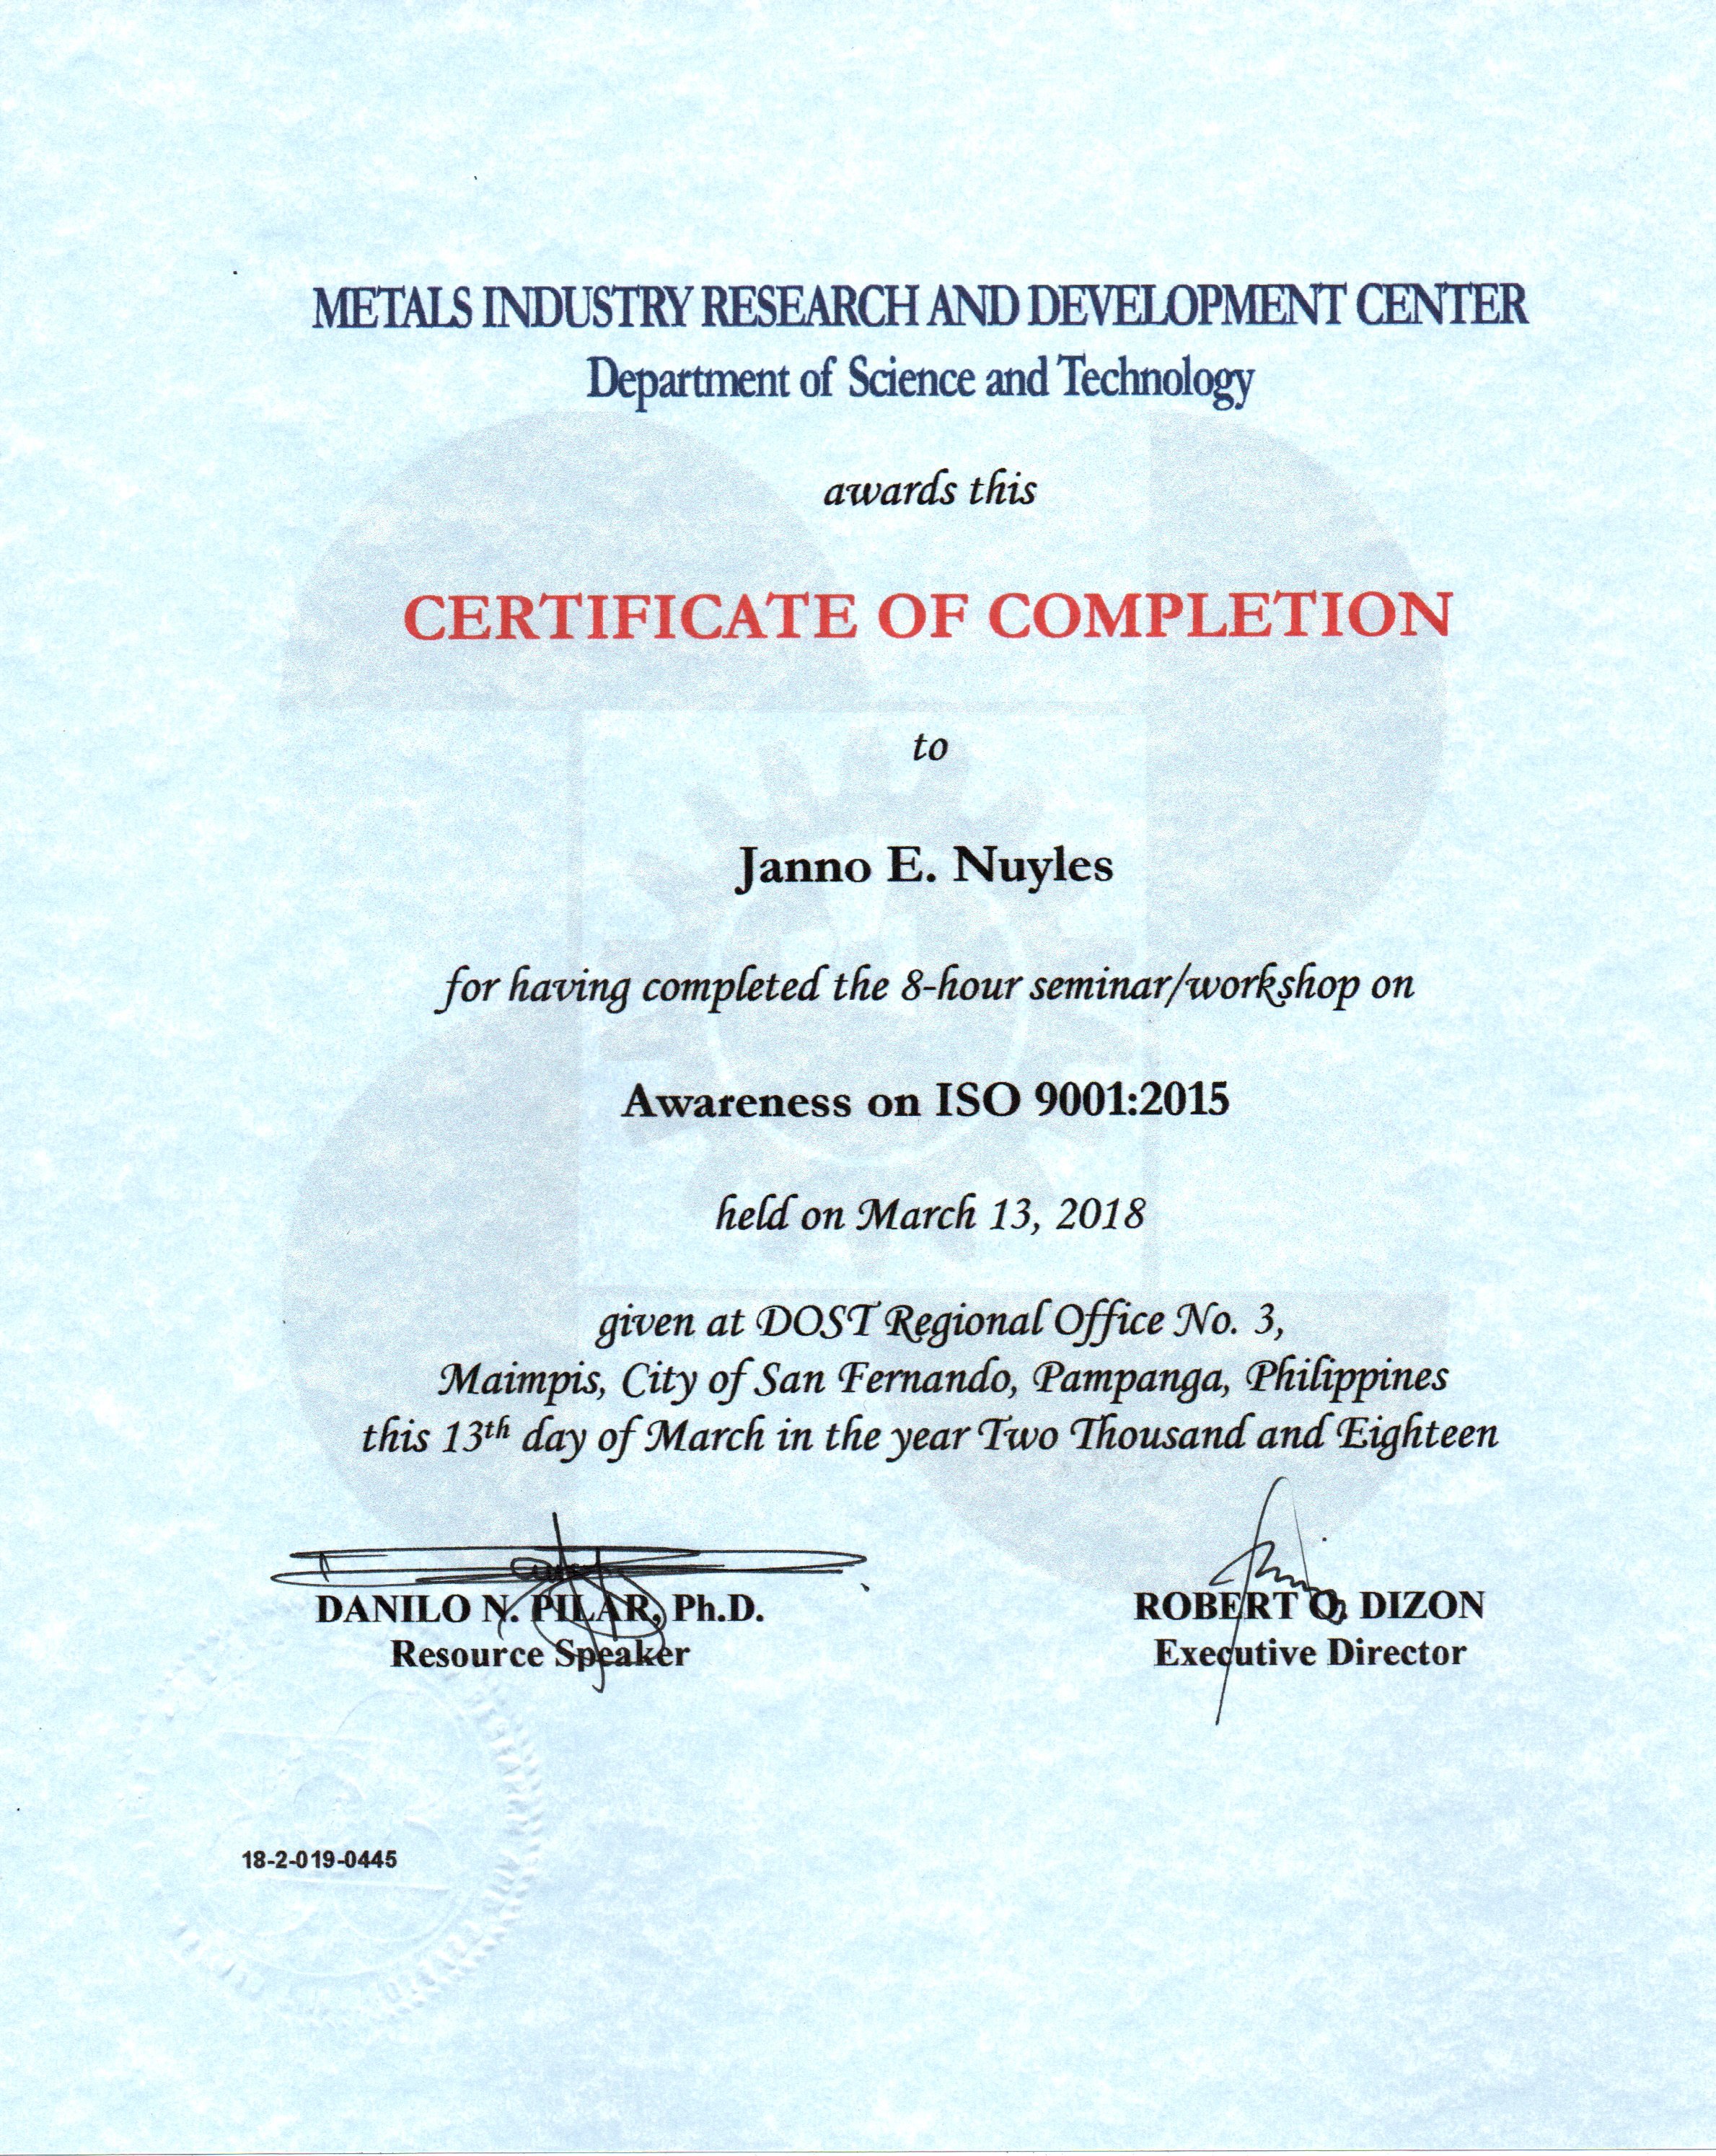 METALS INDUSTRY RESEARCH AND DEVELOPMENT CENTER
Department of Science and Technology
awards this
CERTIFICATE OF COMPLETION
to
Janno E. Nuyles
for having completed the 8-hour seminar/workshop on
Awareness on ISO 9001:2015
held on March 13, 2018
given at DOST Regional Office No. 3,
Maimpis, City of San Fernando, Pampanga, Philippines
this 13th day of March in the year Two Thousand and Eighteen
DANILO N. PILAR, Ph.D.
Resource Speaker
ROBERT O. DIZON
Executive Director
18-2-019-0445